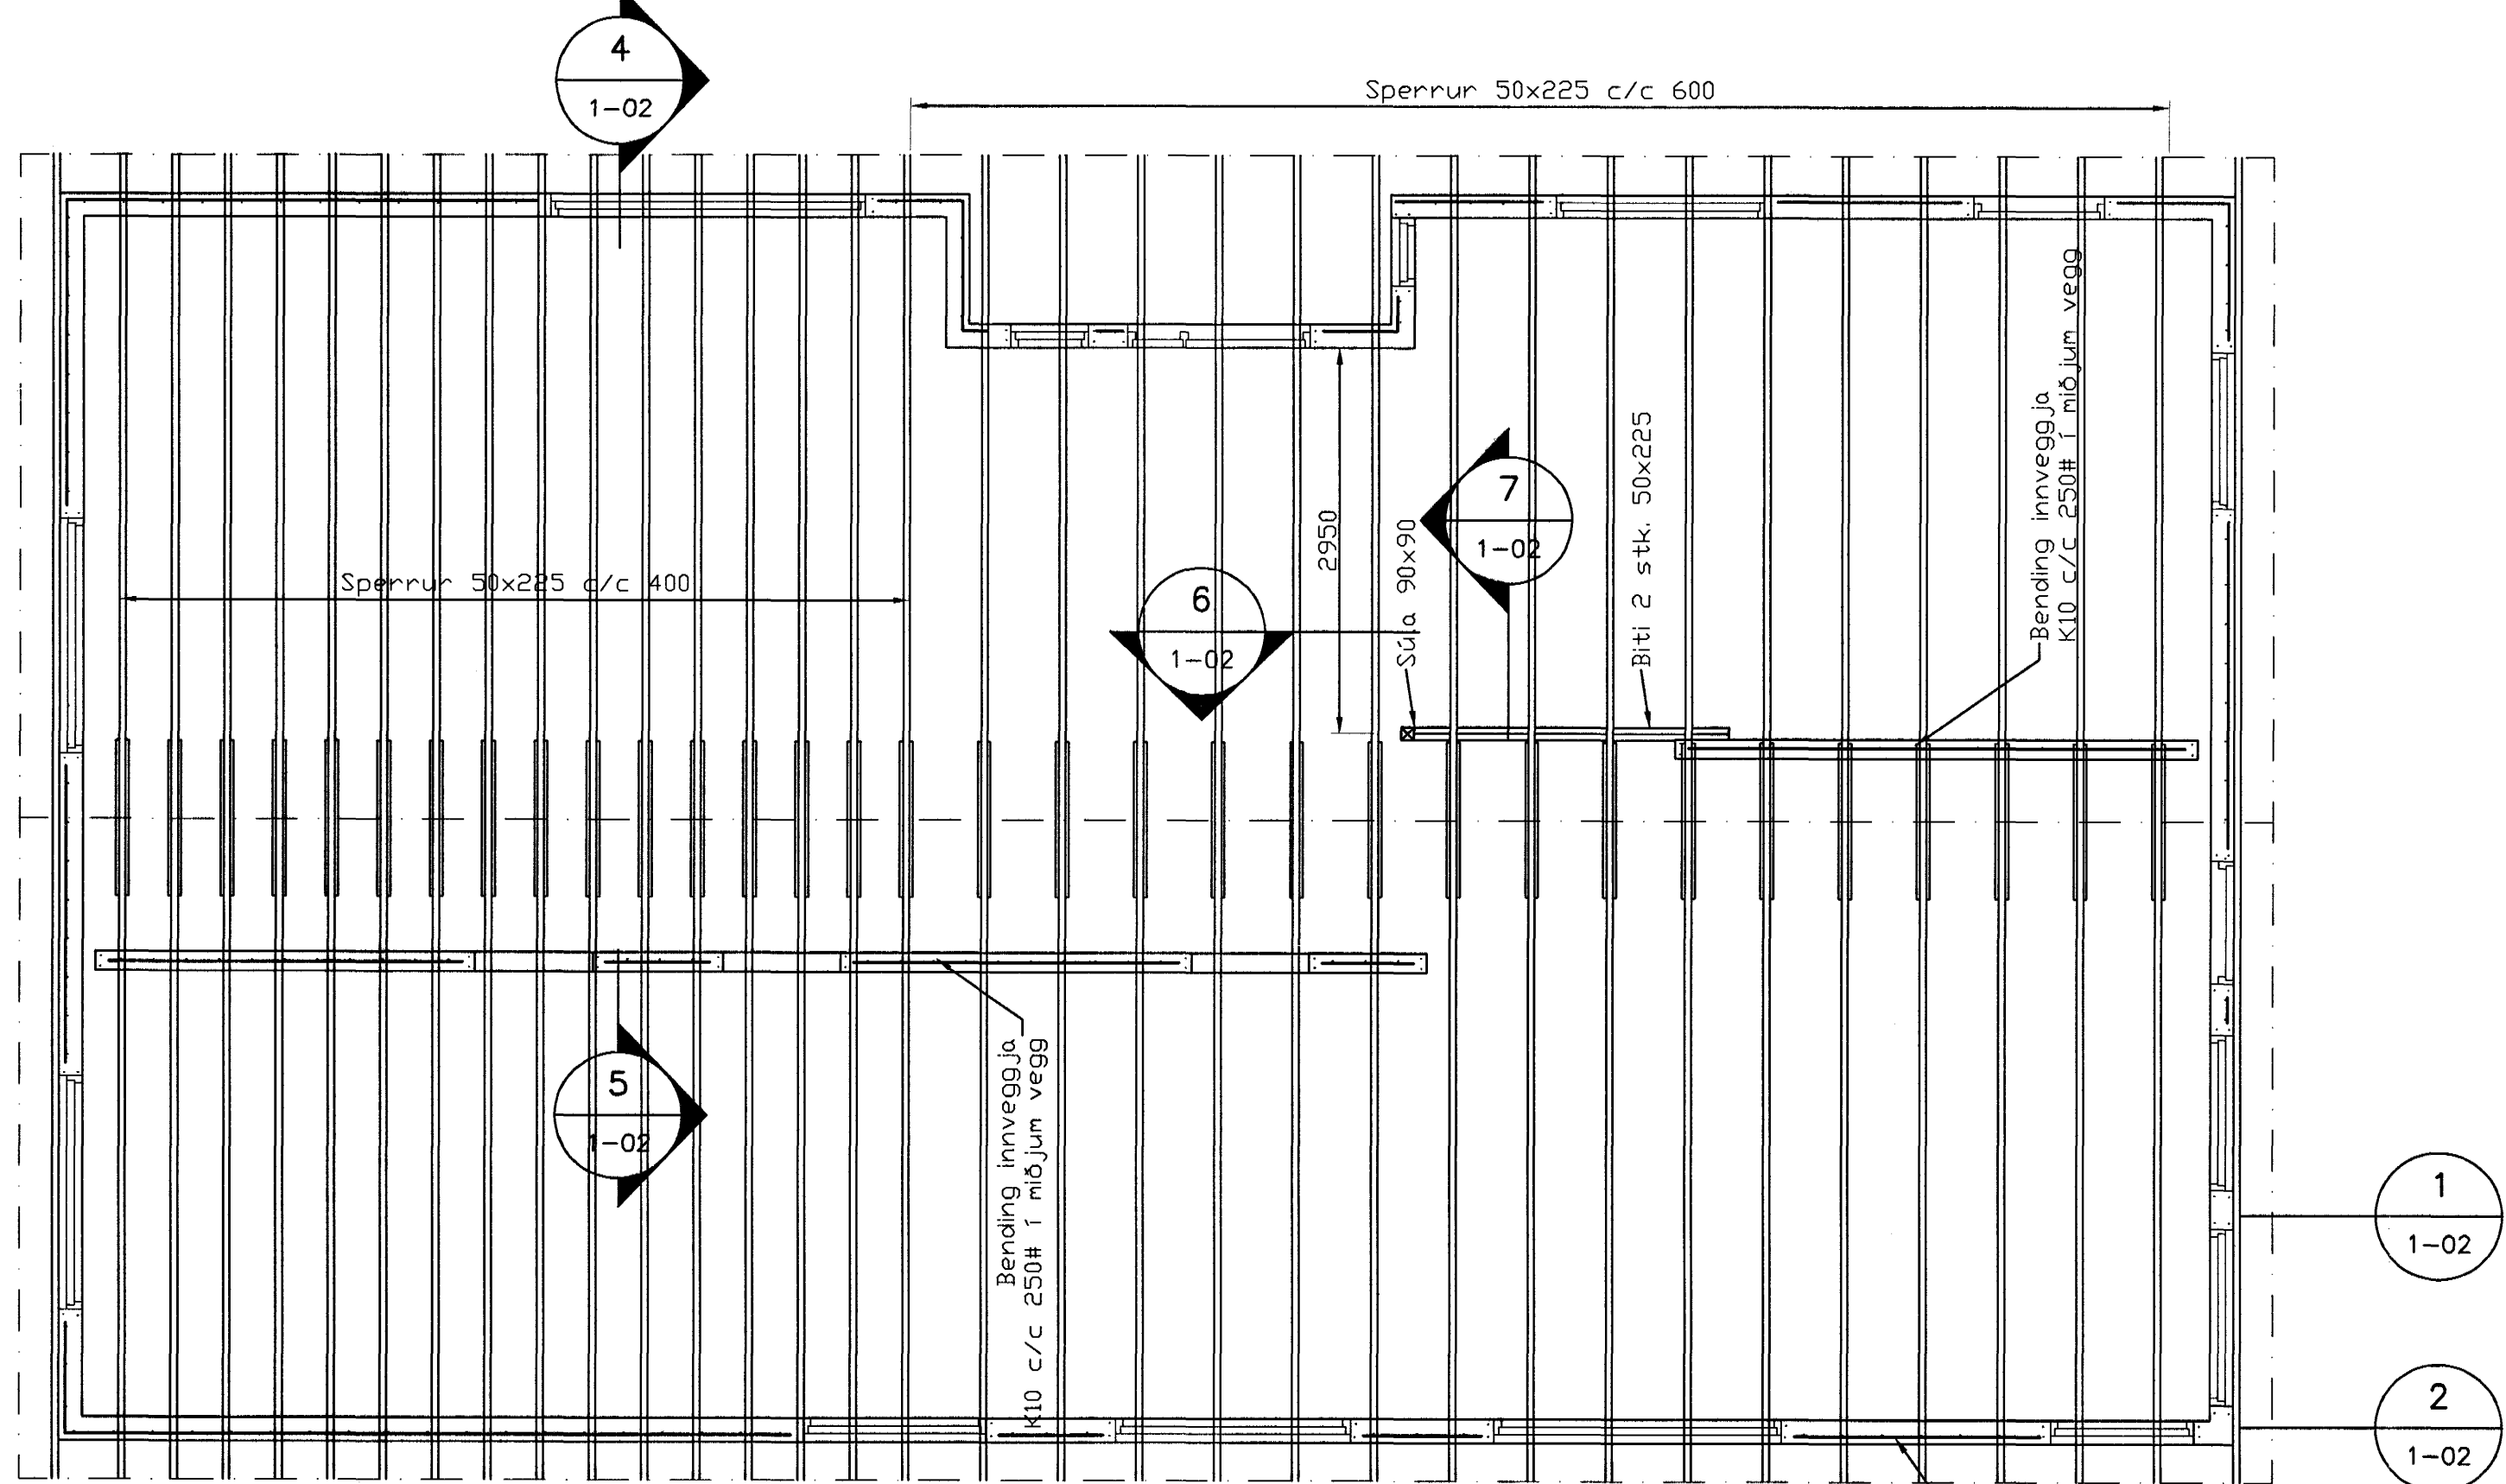 4
1-02
Sperrur 50x225 c/c 600
Sperrur 50x225 c/c 400
2950
6
1-02
7
1-02
Súla 90x90
Biti 2 stk. 50x225
Bending innveggja
K10 c/c 250# í miðjum vegg
5
1-02
Bending innveggja
K10 c/c 250# í miðjum vegg
1
1-02
2
1-02